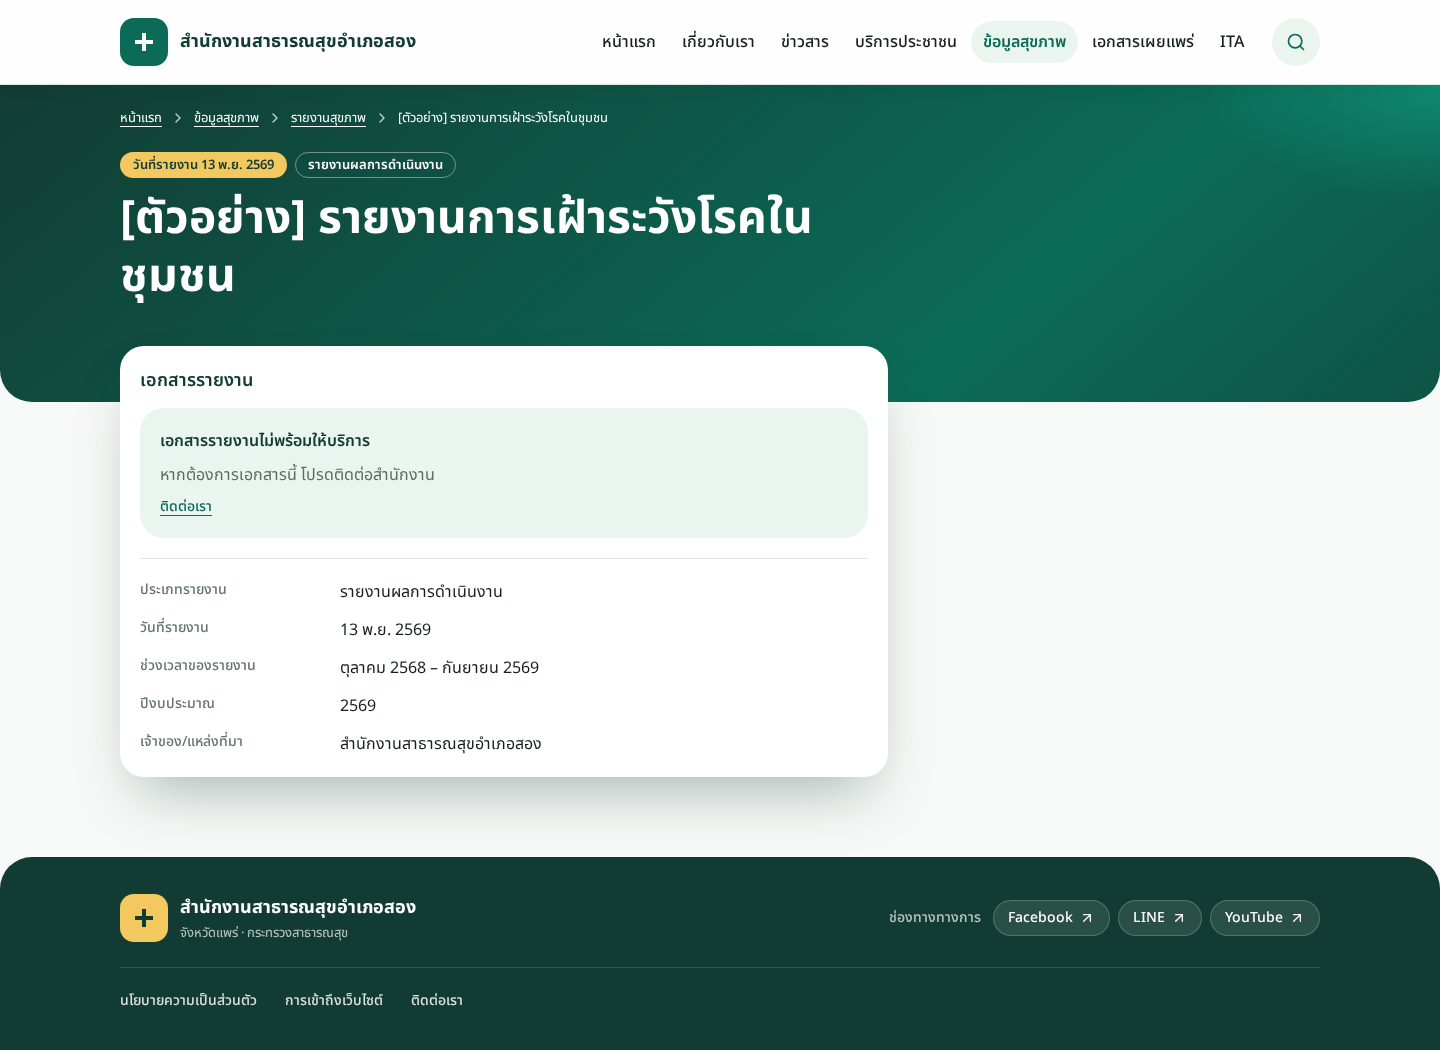 สำนักงานสาธารณสุขอำเภอสอง
หน้าแรก เกี่ยวกับเรา ข่าวสาร บริการประชาชน ข้อมูลสุขภาพ เอกสารเผยแพร่ ITA
หน้าแรก ข้อมูลสุขภาพ รายงานสุขภาพ [ตัวอย่าง] รายงานการเฝ้าระวังโรคในชุมชน
วันที่รายงาน 13 พ.ย. 2569 รายงานผลการดำเนินงาน
[ตัวอย่าง] รายงานการเฝ้าระวังโรคใน
ชุมชน
เอกสารรายงาน
เอกสารรายงานไม่พร้อมให้บริการ
หากต้องการเอกสารนี้ โปรดติดต่อสำนักงาน
ติดต่อเรา
ประเภทรายงาน รายงานผลการดำเนินงาน
วันที่รายงาน 13 พ.ย. 2569
ช่วงเวลาของรายงาน ตุลาคม 2568 – กันยายน 2569
ปีงบประมาณ 2569
เจ้าของ/แหล่งที่มา สำนักงานสาธารณสุขอำเภอสอง
สำนักงานสาธารณสุขอำเภอสอง
จังหวัดแพร่ · กระทรวงสาธารณสุข
ช่องทางทางการ Facebook LINE YouTube
นโยบายความเป็นส่วนตัว การเข้าถึงเว็บไซต์ ติดต่อเรา